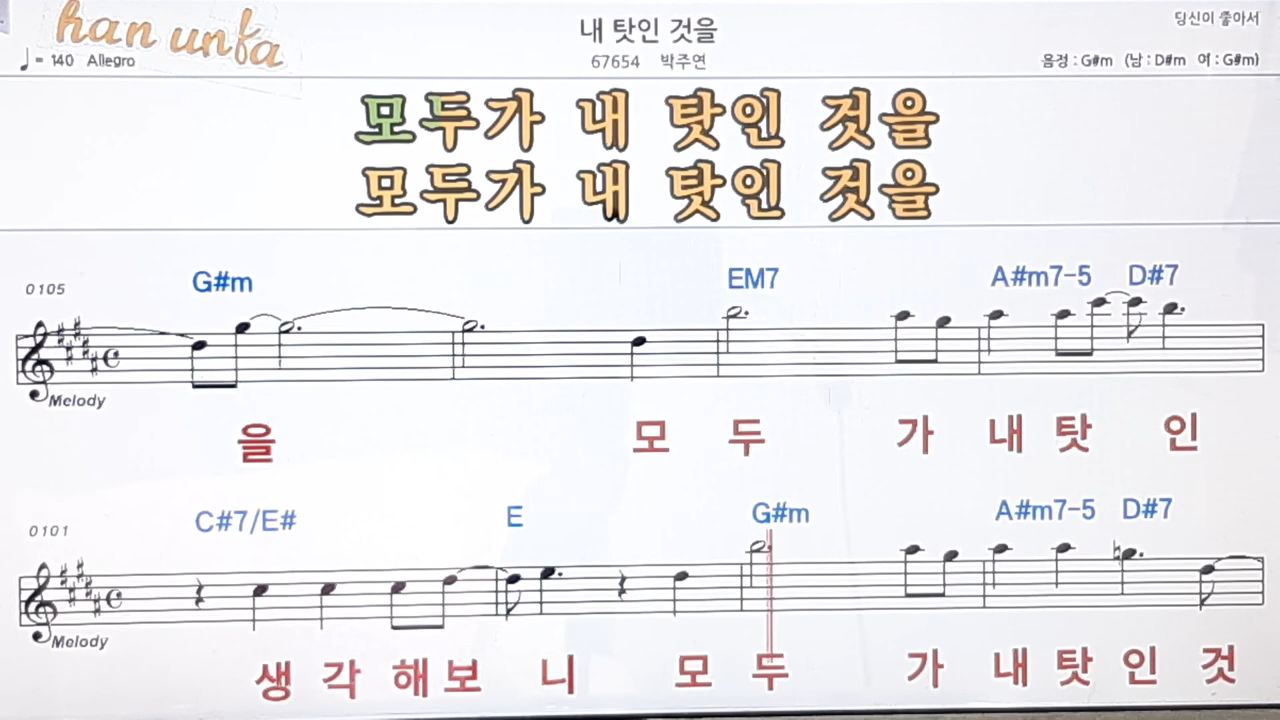 han unfa
내 탓인 것을
딩신이 좋아서
♩= 140 Allegro
67654 박주연
음정 : G#m (남 : D#m 여 : G#m)
모두가 내 탓인 것을
모두가 내 탓인 것을
0105 G#m EM7 A#m7-5 D#7
Melody
을 모 두 가 내 탓 인
0101 C#7/E# E G#m A#m7-5 D#7
Melody
생 각 해 보 니 모 두 가 내 탓 인 것